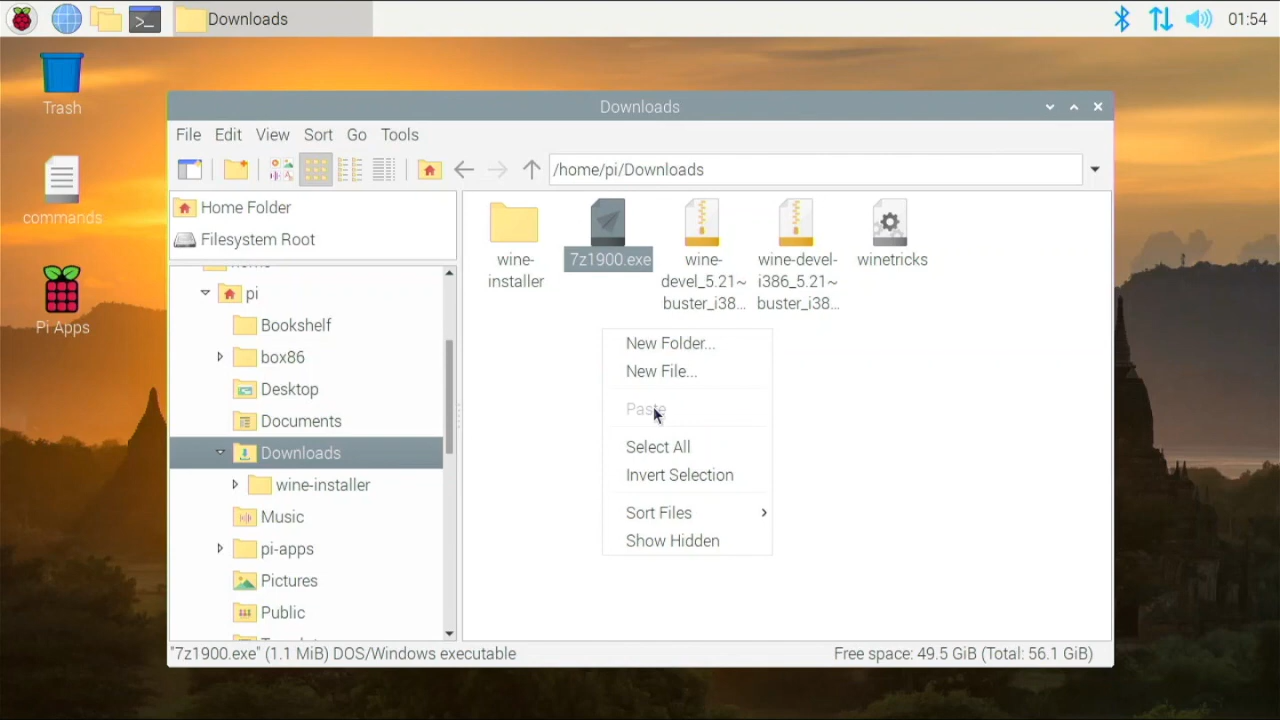 Downloads
01:54
Trash
commands
Pi Apps
Downloads
File Edit View Sort Go Tools
/home/pi/Downloads
Home Folder
Filesystem Root
pi
Bookshelf
box86
Desktop
Documents
Downloads
wine-installer
Music
pi-apps
Pictures
Public
wine-
installer
7z1900.exe
wine-
devel_5.21~
buster_i38...
wine-devel-
i386_5.21~
buster_i38...
winetricks
New Folder...
New File...
Paste
Select All
Invert Selection
Sort Files
Show Hidden
"7z1900.exe" (1.1 MiB) DOS/Windows executable
Free space: 49.5 GiB (Total: 56.1 GiB)